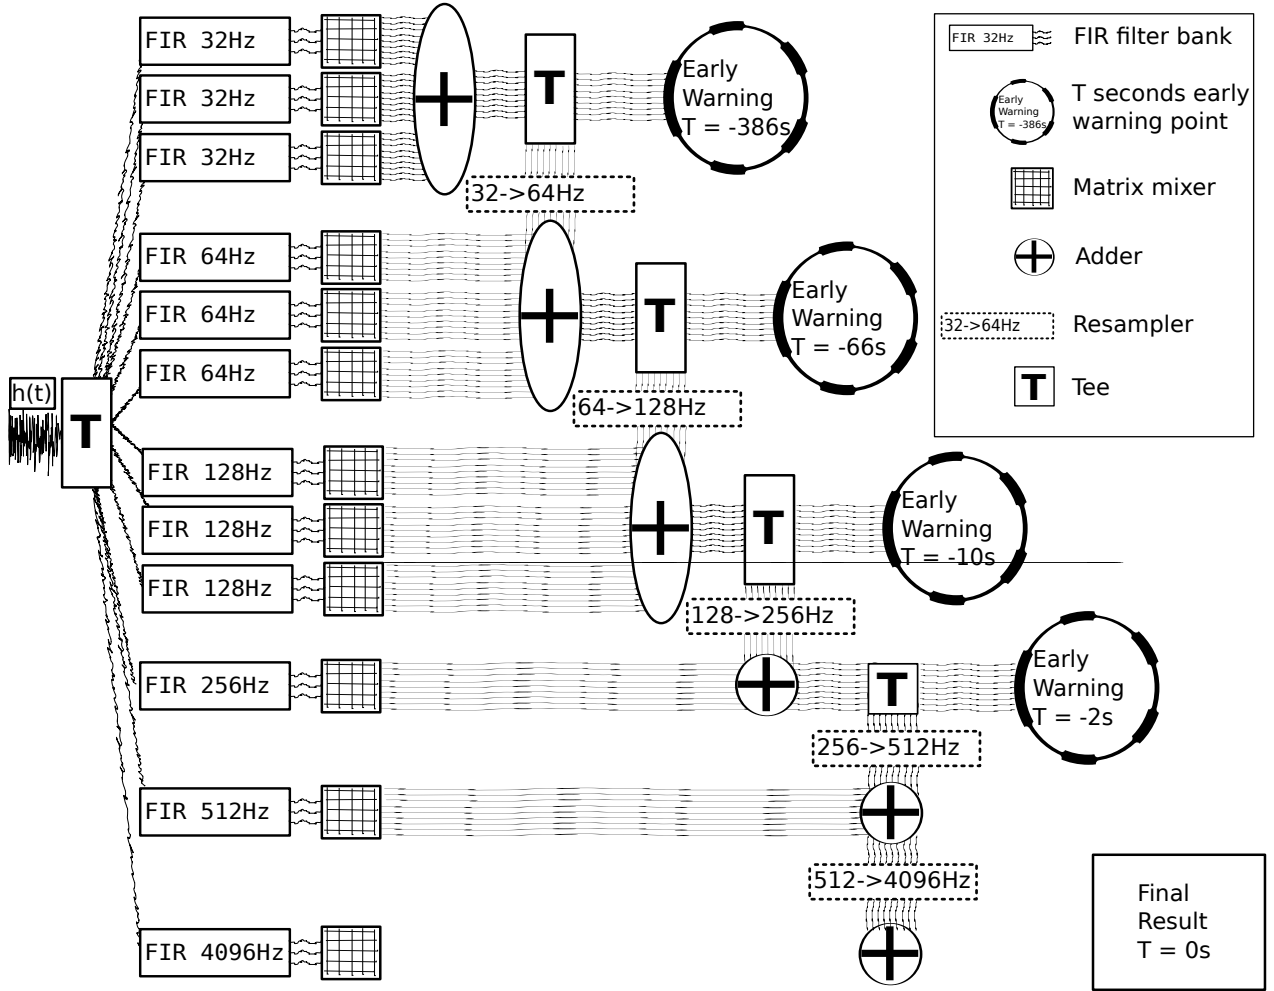 FIR 32Hz
FIR 32Hz
FIR 32Hz
T
Early
Warning
T = -386s
32->64Hz
FIR 64Hz
FIR 64Hz
FIR 64Hz
T
Early
Warning
T = -66s
64->128Hz
h(t)
T
FIR 128Hz
FIR 128Hz
FIR 128Hz
T
Early
Warning
T = -10s
128->256Hz
FIR 256Hz
T
Early
Warning
T = -2s
256->512Hz
FIR 512Hz
512->4096Hz
FIR 4096Hz
Final
Result
T = 0s
FIR 32Hz
FIR filter bank
Early
Warning
T = -386s
T seconds early
warning point
Matrix mixer
Adder
32->64Hz
Resampler
T
Tee